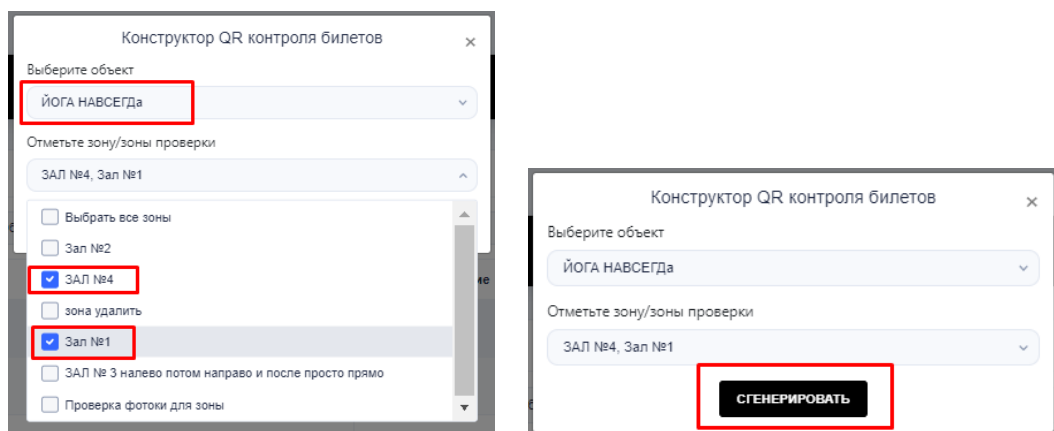 Конструктор QR контроля билетов
×
Выберите объект
ЙОГА НАВСЕГДа
Отметьте зону/зоны проверки
ЗАЛ №4, Зал №1
Выбрать все зоны
Зал №2
ЗАЛ №4
зона удалить
Зал №1
ЗАЛ № 3 налево потом направо и после просто прямо
Проверка фотоки для зоны
Конструктор QR контроля билетов
×
Выберите объект
ЙОГА НАВСЕГДа
Отметьте зону/зоны проверки
ЗАЛ №4, Зал №1
СГЕНЕРИРОВАТЬ